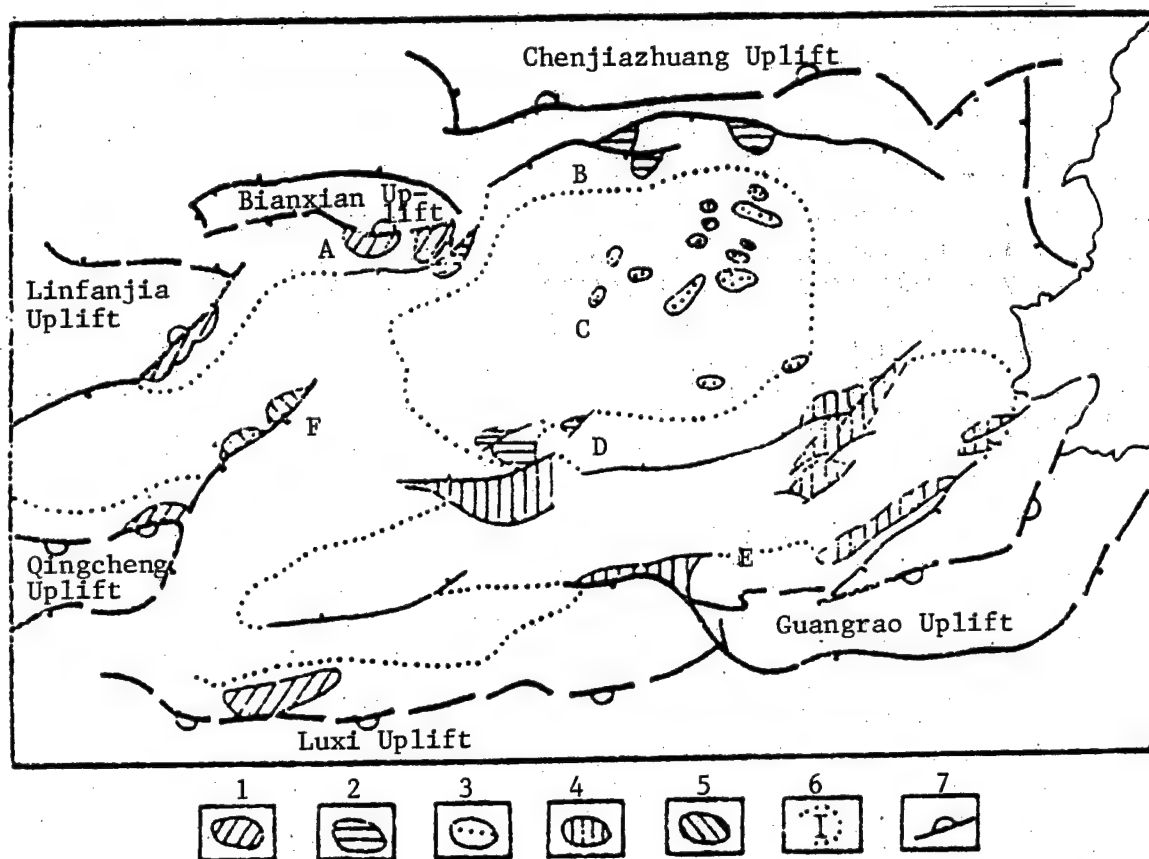 Chenjiazhuang Uplift
B
Bianxian Up-
lift
A
Linfanjia
Uplift
C
F
D
E
Qingcheng
Uplift
Guangrao Uplift
Luxi Uplift
1 2 3 4 5 6 7
I